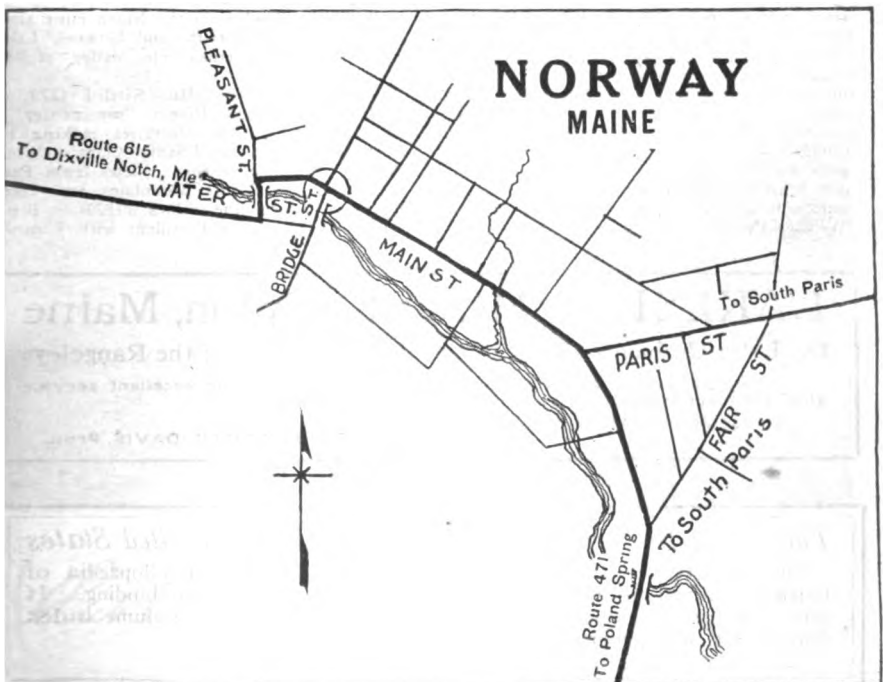 NORWAY
MAINE
PLEASANT ST.
Route 615
To Dixville Notch, Me
WATER ST.
BRIDGE ST.
MAIN ST
To South Paris
PARIS ST
FAIR ST
To South Paris
Route 471
To Poland Spring